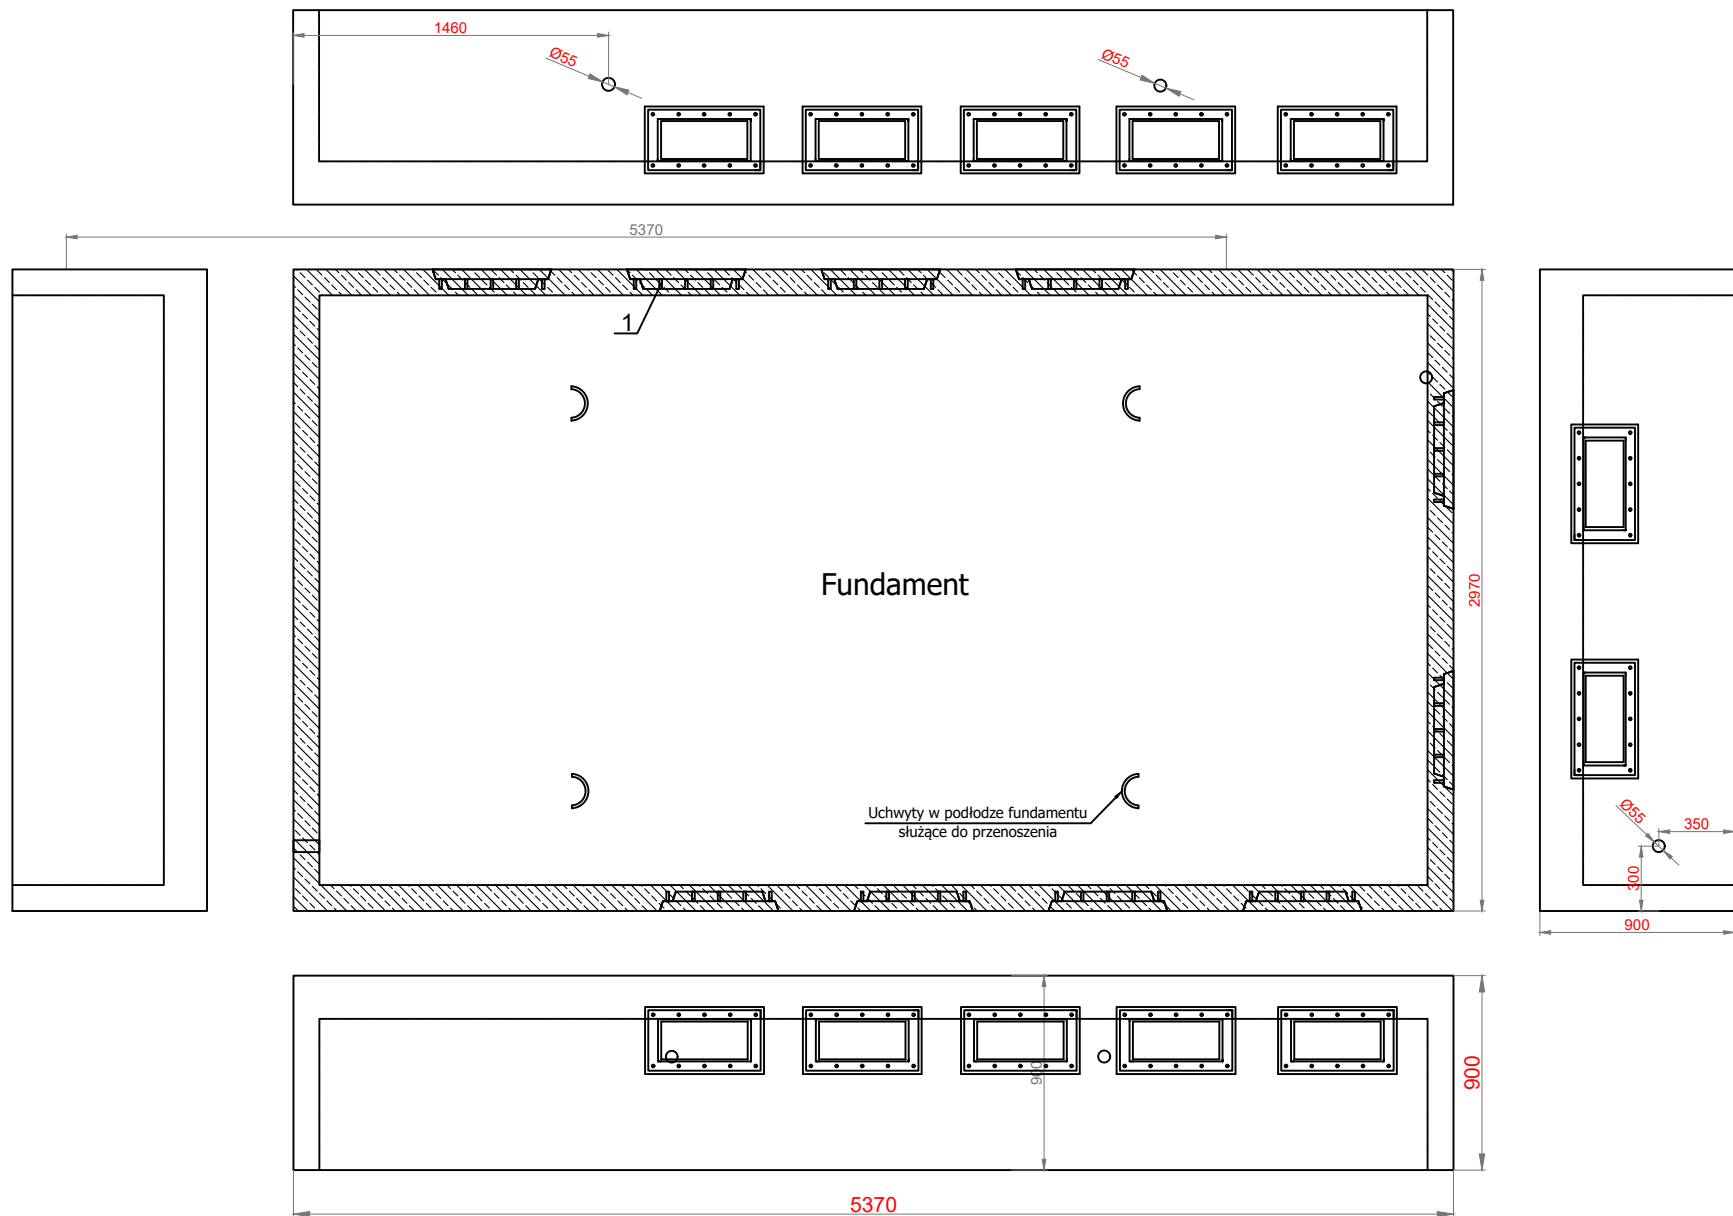 1460
Ø55
Ø55
5370
1
Fundament
2970
Uchwyty w podłodze fundamentu
służące do przenoszenia
Ø55
350
300
900
900
900
5370